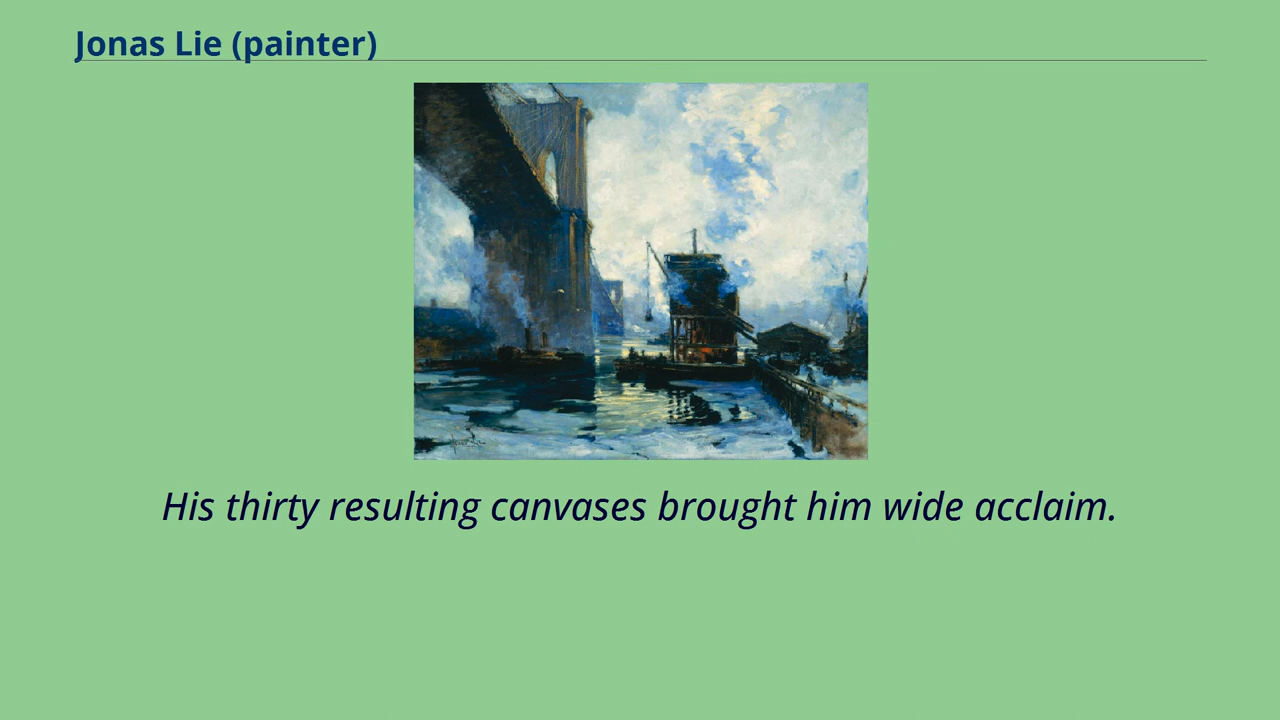 Jonas Lie (painter)
His thirty resulting canvases brought him wide acclaim.